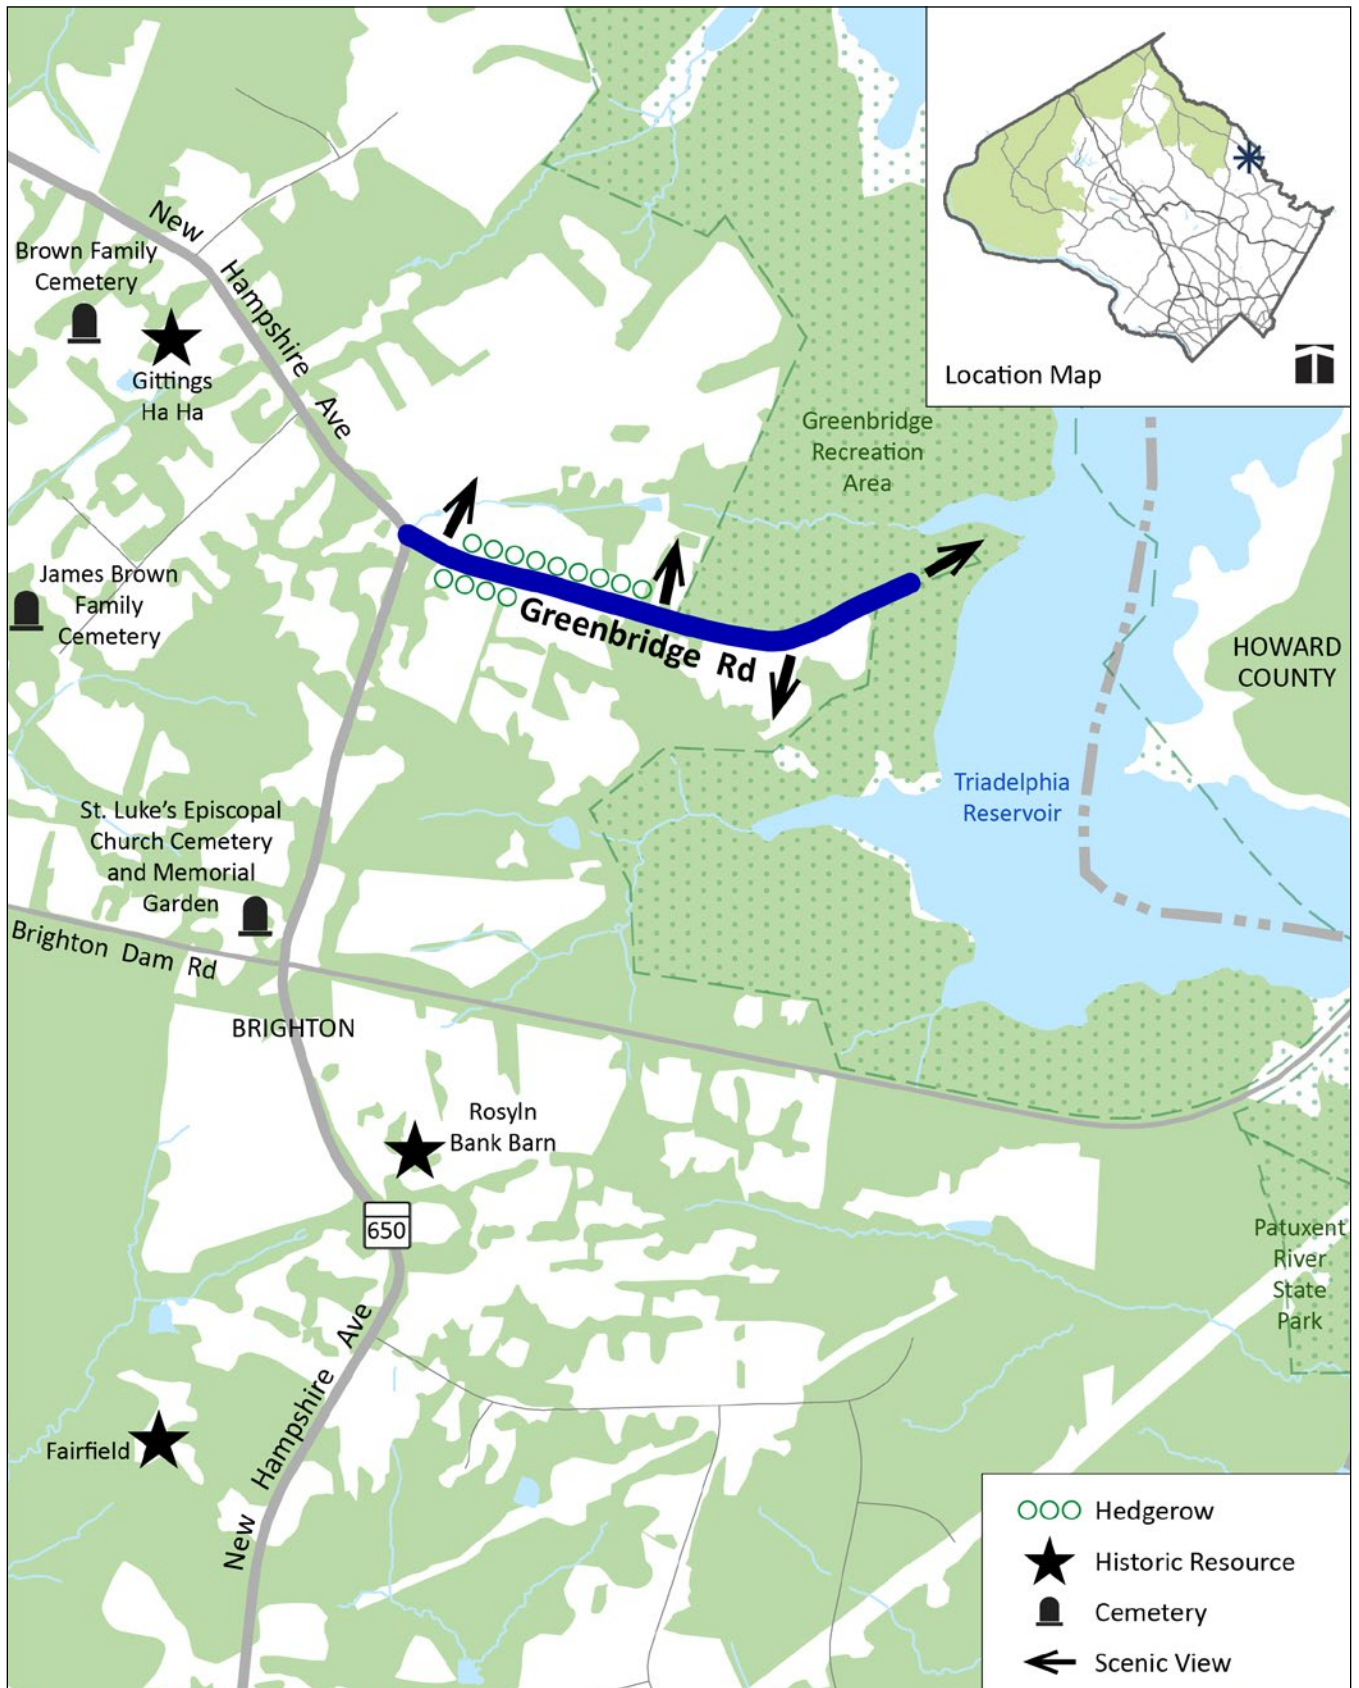 Location Map
New Hampshire Ave
Brown Family
Cemetery
Gittings
Ha Ha
Greenbridge
Recreation
Area
James Brown
Family
Cemetery
Greenbridge Rd
HOWARD
COUNTY
Triadelphia
Reservoir
St. Luke's Episcopal
Church Cemetery
and Memorial
Garden
Brighton Dam Rd
BRIGHTON
Rosyln
Bank Barn
650
Patuxent
River
State
Park
New Hampshire Ave
Fairfield
Hedgerow
Historic Resource
Cemetery
Scenic View